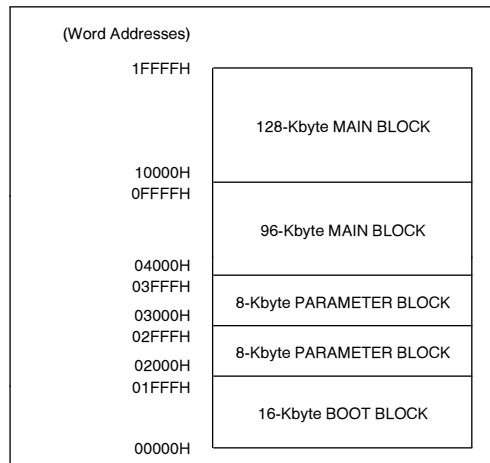 (Word Addresses)
1FFFFH
128-Kbyte MAIN BLOCK
10000H
0FFFFH
96-Kbyte MAIN BLOCK
04000H
03FFFH
8-Kbyte PARAMETER BLOCK
03000H
02FFFH
8-Kbyte PARAMETER BLOCK
02000H
01FFFH
16-Kbyte BOOT BLOCK
00000H